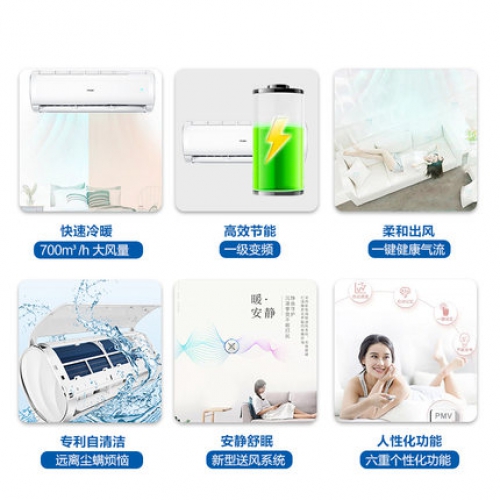 快速冷暖
700m³/h 大风量
高效节能
一级变频
柔和出风
一键健康气流
暖·
安静
专利自清洁
远离尘螨烦恼
安静舒眠
新型送风系统
PMV
人性化功能
六重个性化功能